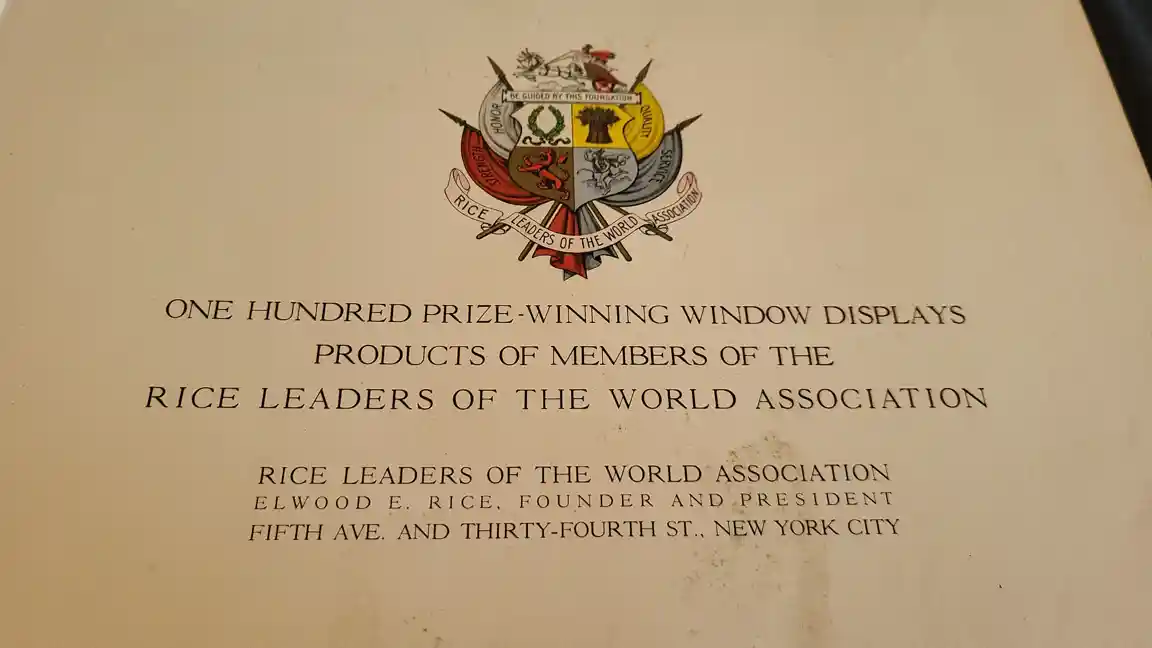 BE GUIDED BY THIS FOUNDATION
HONOR
QUALITY
STRENGTH
SERVICE
RICE LEADERS OF THE WORLD ASSOCIATION
ONE HUNDRED PRIZE-WINNING WINDOW DISPLAYS
PRODUCTS OF MEMBERS OF THE
RICE LEADERS OF THE WORLD ASSOCIATION
RICE LEADERS OF THE WORLD ASSOCIATION
ELWOOD E. RICE, FOUNDER AND PRESIDENT
FIFTH AVE. AND THIRTY-FOURTH ST., NEW YORK CITY